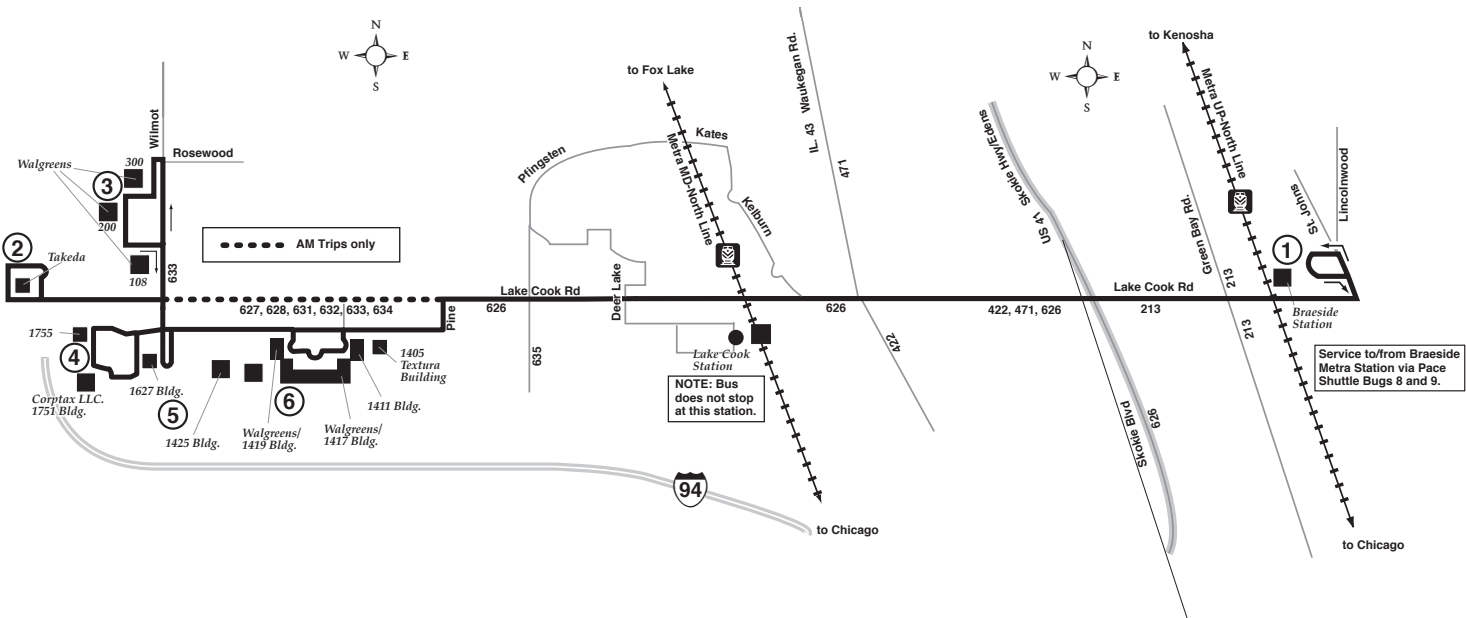 N
W
E
S
N
W
E
S
to Kenosha
to Fox Lake
Metra UP-North Line
Metra MD-North Line
IL. 43 Waukegan Rd.
471
Wilmot
Rosewood
Walgreens
300
3
200
108
633
2
Takeda
AM Trips only
Pfingsten
Kates
Kelburn
US 41 Skokie Hwy/Edens
Green Bay Rd.
213
St. Johns
Lincolnwood
1
Braeside
Station
Lake Cook Rd
Lake Cook Rd
627, 628, 631, 632, 633, 634
Pine
626
Deer Lake
626
422, 471, 626
213
213
1755
4
Corptax LLC.
1751 Bldg.
1627 Bldg.
5
1425 Bldg.
6
Walgreens/
1419 Bldg.
Walgreens/
1417 Bldg.
1411 Bldg.
1405
Textura
Building
635
Lake Cook
Station
NOTE: Bus
does not stop
at this station.
422
Skokie Blvd
626
Service to/from Braeside
Metra Station via Pace
Shuttle Bugs 8 and 9.
94
to Chicago
to Chicago